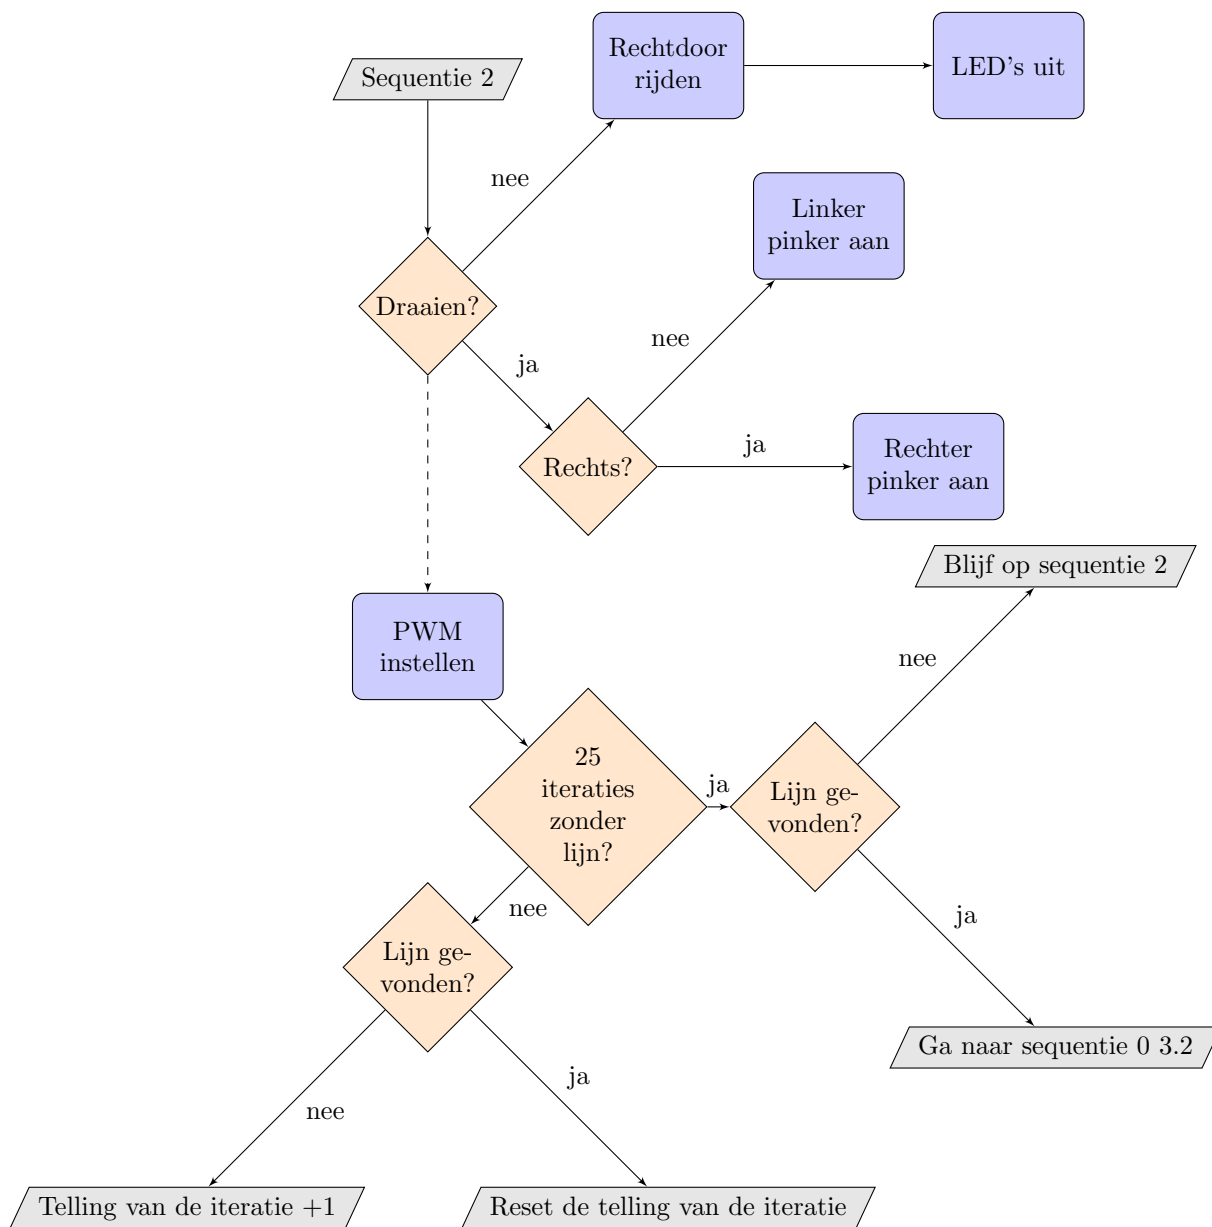 Sequentie 2
Rechtdoor
rijden
LED's uit
nee
Linker
pinker aan
Draaien?
ja
nee
Rechts?
ja
Rechter
pinker aan
Blijf op sequentie 2
PWM
instellen
nee
25
iteraties
zonder
lijn?
ja
Lijn ge-
vonden?
nee
ja
Lijn ge-
vonden?
Ga naar sequentie 0 3.2
nee
ja
Telling van de iteratie +1
Reset de telling van de iteratie